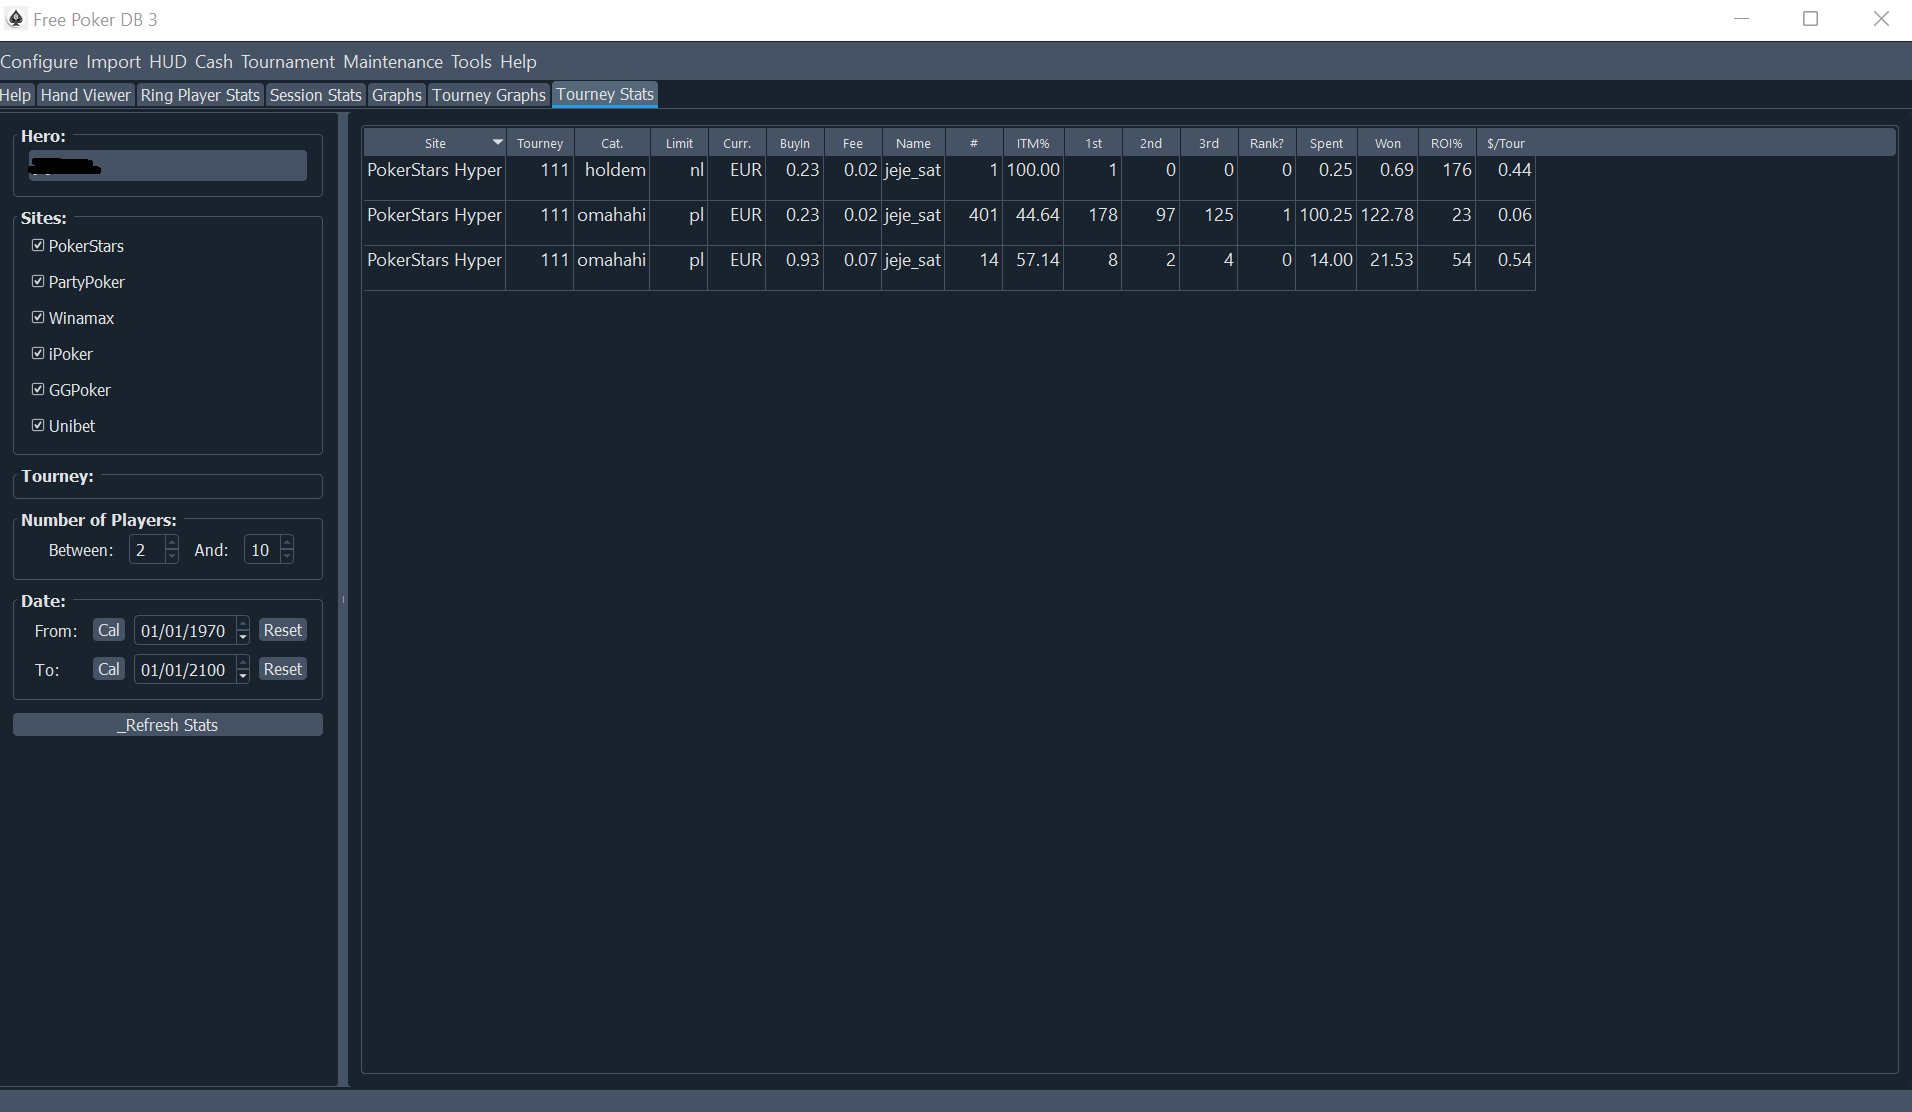 Free Poker DB 3
Configure Import HUD Cash Tournament Maintenance Tools Help
Help Hand Viewer Ring Player Stats Session Stats Graphs Tourney Graphs Tourney Stats
Hero:
Sites:
PokerStars
PartyPoker
Winamax
iPoker
GGPoker
Unibet
Tourney:
Number of Players:
Between: 2 And: 10
Date:
From: Cal 01/01/1970 Reset
To: Cal 01/01/2100 Reset
_Refresh Stats
Site Tourney Cat. Limit Curr. BuyIn Fee Name # ITM% 1st 2nd 3rd Rank? Spent Won ROI% $/Tour
PokerStars Hyper 111 holdem nl EUR 0.23 0.02 jeje_sat 1 100.00 1 0 0 0 0.25 0.69 176 0.44
PokerStars Hyper 111 omahahi pl EUR 0.23 0.02 jeje_sat 401 44.64 178 97 125 1 100.25 122.78 23 0.06
PokerStars Hyper 111 omahahi pl EUR 0.93 0.07 jeje_sat 14 57.14 8 2 4 0 14.00 21.53 54 0.54